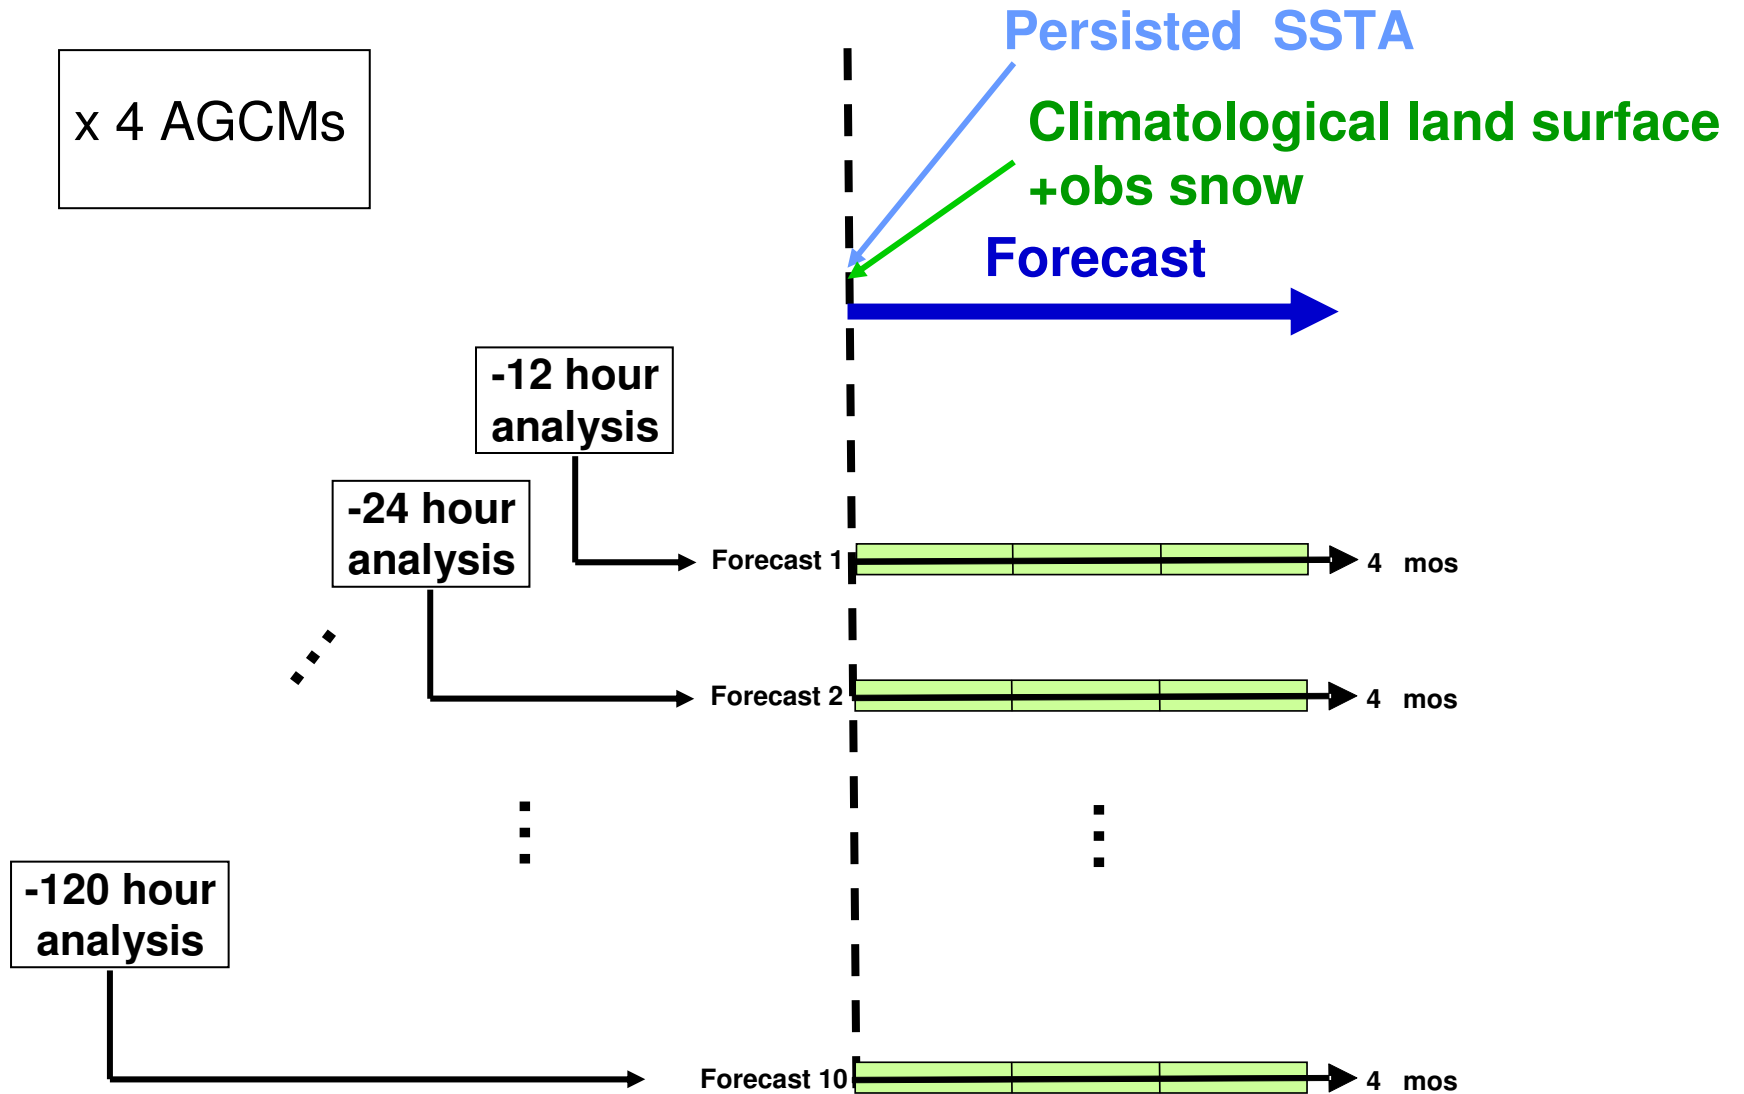 Persisted SSTA
x 4 AGCMs
Climatological land surface
+obs snow
Forecast
-12 hour
analysis
-24 hour
analysis
Forecast 1
4 mos
Forecast 2
4 mos
-120 hour
analysis
Forecast 10
4 mos